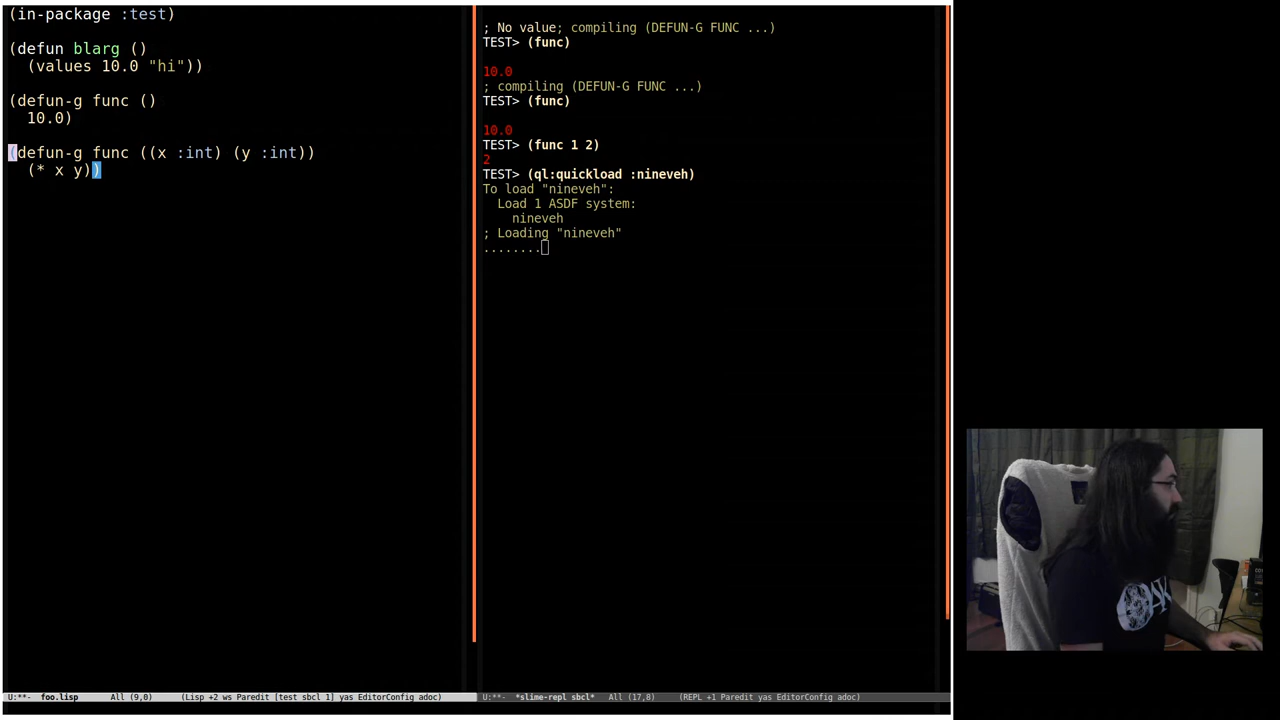 (in-package :test)
(defun blarg ()
(values 10.0 "hi"))
(defun-g func ()
10.0)
(defun-g func ((x :int) (y :int))
(* x y))
U:**-  foo.lisp      All (9,0)      (Lisp +2 ws Paredit [test sbcl 1] yas EditorConfig adoc)
; No value; compiling (DEFUN-G FUNC ...)
TEST> (func)
10.0
; compiling (DEFUN-G FUNC ...)
TEST> (func)
10.0
TEST> (func 1 2)
2
TEST> (ql:quickload :nineveh)
To load "nineveh":
Load 1 ASDF system:
nineveh
; Loading "nineveh"
........
U:**-  *slime-repl sbcl*   All (17,8)     (REPL +1 Paredit yas EditorConfig adoc)